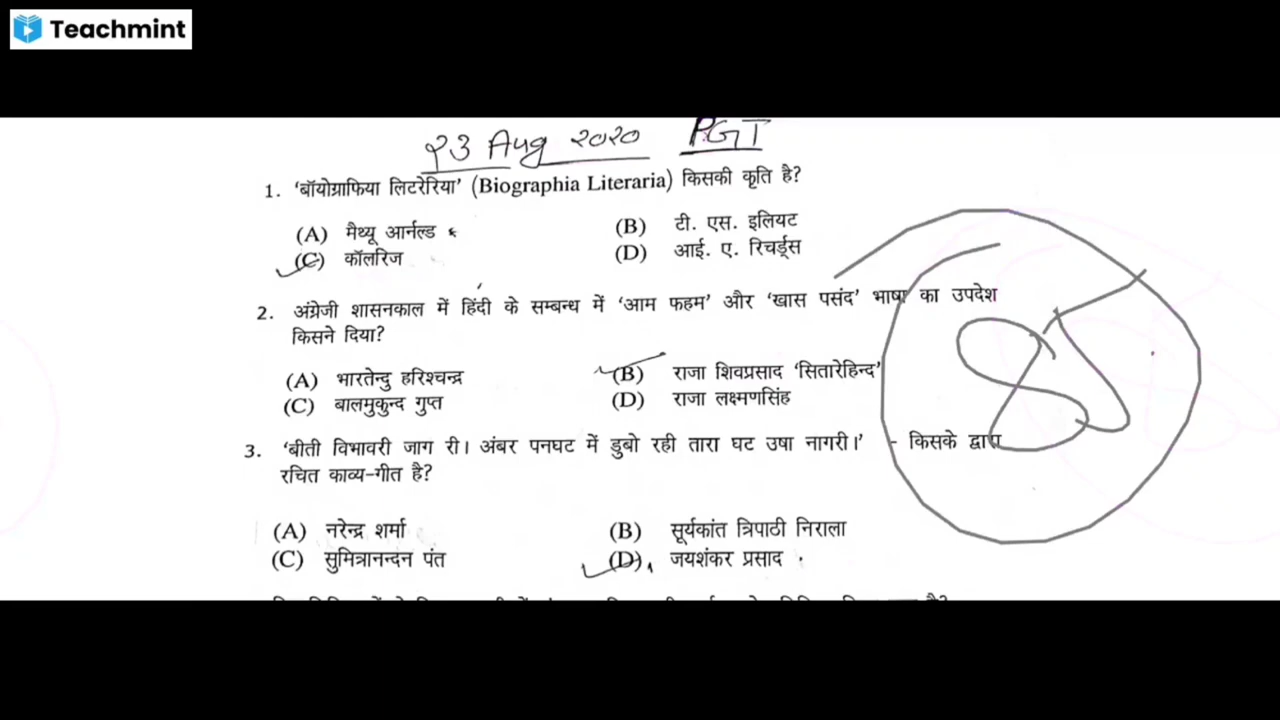 Teachmint
23 Aug 2020 PGT
1. 'बॉयोग्राफिया लिटरेरिया' (Biographia Literaria) किसकी कृति है?
(A) मैथ्यू आर्नल्ड (B) टी. एस. इलियट
(C) कॉलरिज (D) आई. ए. रिचर्ड्स
2. अंग्रेजी शासनकाल में हिंदी के सम्बन्ध में 'आम फहम' और 'खास पसंद' भाषा का उपदेश
किसने दिया?
(A) भारतेन्दु हरिश्चन्द्र (B) राजा शिवप्रसाद 'सितारेहिन्द'
(C) बालमुकुन्द गुप्त (D) राजा लक्ष्मणसिंह
3. 'बीती विभावरी जाग री। अंबर पनघट में डुबो रही तारा घट उषा नागरी।' - किसके द्वारा
रचित काव्य-गीत है?
(A) नरेन्द्र शर्मा (B) सूर्यकांत त्रिपाठी निराला
(C) सुमित्रानन्दन पंत (D) जयशंकर प्रसाद